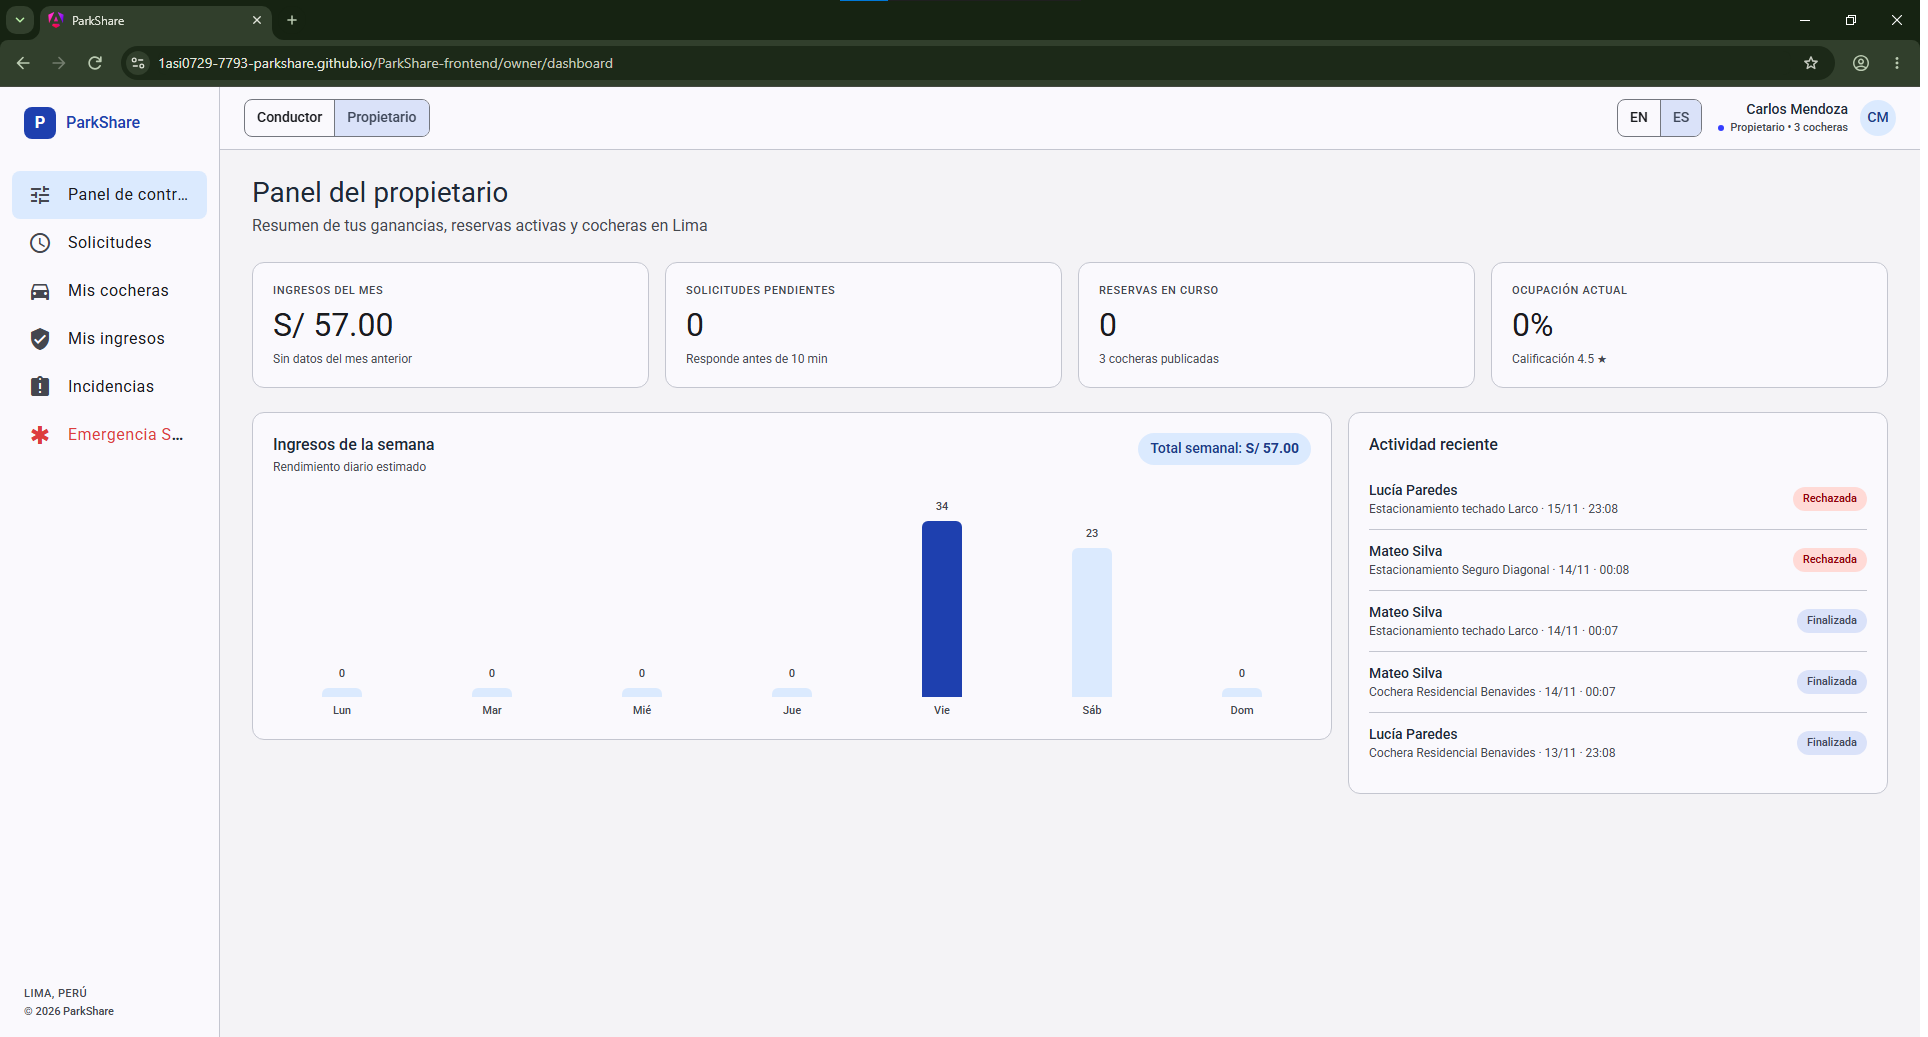 ParkShare
1asi0729-7793-parkshare.github.io/ParkShare-frontend/owner/dashboard
P ParkShare
Conductor Propietario
EN ES
Carlos Mendoza
Propietario • 3 cocheras
CM
Panel de contr...
Solicitudes
Mis cocheras
Mis ingresos
Incidencias
Emergencia S...
LIMA, PERÚ
© 2026 ParkShare
Panel del propietario
Resumen de tus ganancias, reservas activas y cocheras en Lima
INGRESOS DEL MES
S/ 57.00
Sin datos del mes anterior
SOLICITUDES PENDIENTES
0
Responde antes de 10 min
RESERVAS EN CURSO
0
3 cocheras publicadas
OCUPACIÓN ACTUAL
0%
Calificación 4.5 ★
Ingresos de la semana
Rendimiento diario estimado
Total semanal: S/ 57.00
0 0 0 0 34 23 0
Lun Mar Mié Jue Vie Sáb Dom
Actividad reciente
Lucía Paredes
Estacionamiento techado Larco · 15/11 · 23:08
Rechazada
Mateo Silva
Estacionamiento Seguro Diagonal · 14/11 · 00:08
Rechazada
Mateo Silva
Estacionamiento techado Larco · 14/11 · 00:07
Finalizada
Mateo Silva
Cochera Residencial Benavides · 14/11 · 00:07
Finalizada
Lucía Paredes
Cochera Residencial Benavides · 13/11 · 23:08
Finalizada